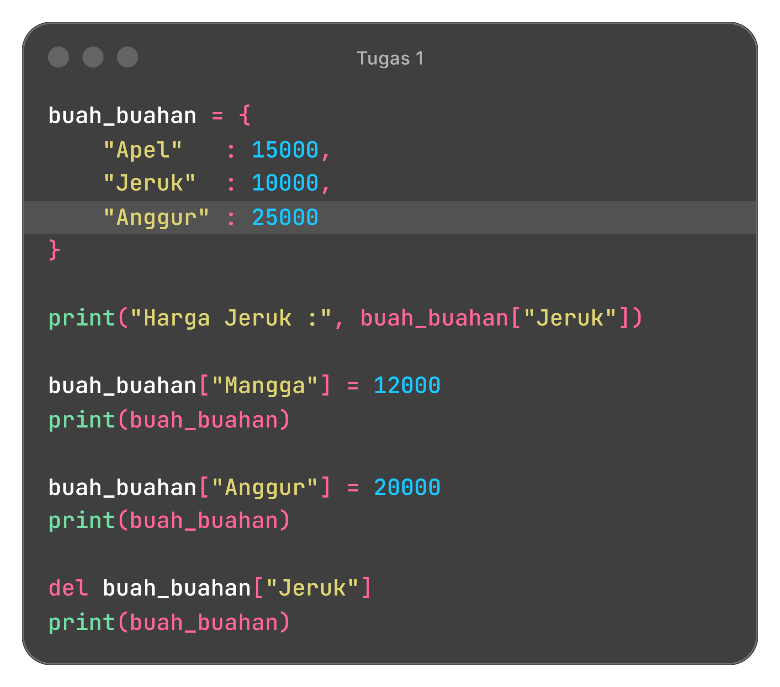 Tugas 1
buah_buahan = {
    "Apel"   : 15000,
    "Jeruk"  : 10000,
    "Anggur" : 25000
}
print("Harga Jeruk :", buah_buahan["Jeruk"])
buah_buahan["Mangga"] = 12000
print(buah_buahan)
buah_buahan["Anggur"] = 20000
print(buah_buahan)
del buah_buahan["Jeruk"]
print(buah_buahan)